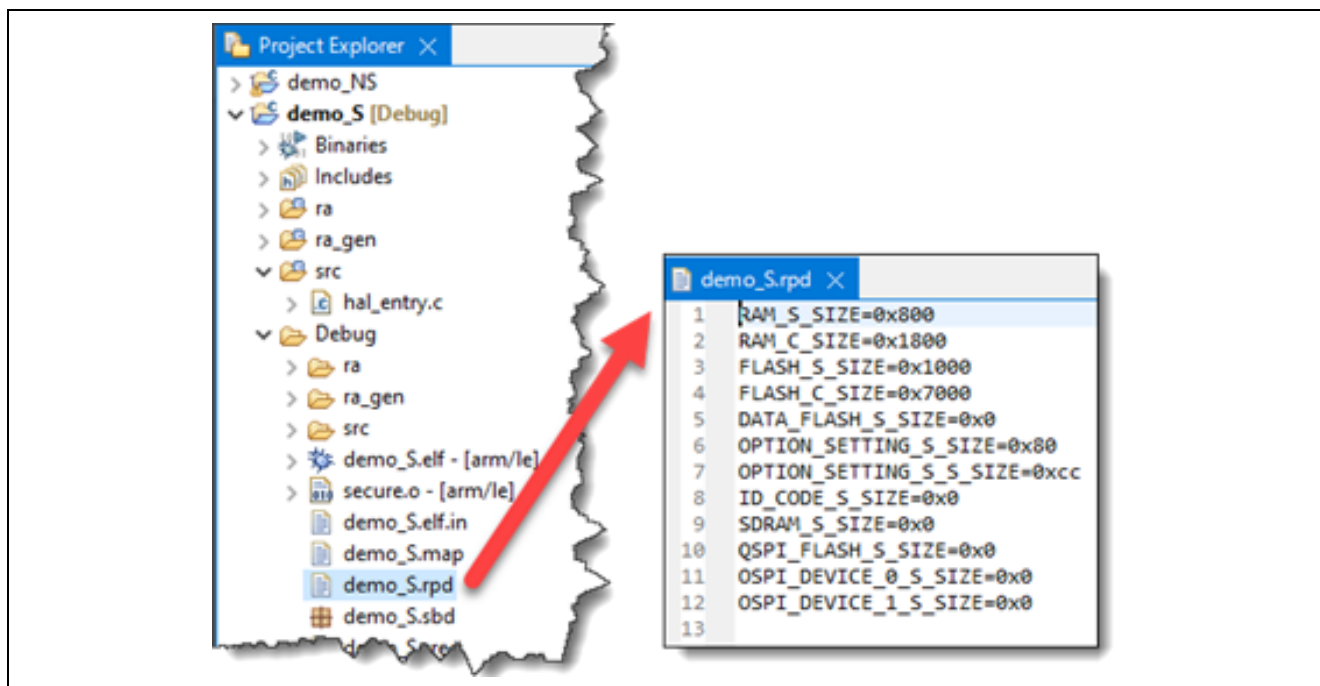 Project Explorer
demo_NS
demo_S [Debug]
Binaries
Includes
ra
ra_gen
src
hal_entry.c
Debug
ra
ra_gen
src
demo_S.elf - [arm/le]
secure.o - [arm/le]
demo_S.elf.in
demo_S.map
demo_S.rpd
demo_S.sbd
demo_S.rpd
1 RAM_S_SIZE=0x800
2 RAM_C_SIZE=0x1800
3 FLASH_S_SIZE=0x1000
4 FLASH_C_SIZE=0x7000
5 DATA_FLASH_S_SIZE=0x0
6 OPTION_SETTING_S_SIZE=0x80
7 OPTION_SETTING_S_S_SIZE=0xcc
8 ID_CODE_S_SIZE=0x0
9 SDRAM_S_SIZE=0x0
10 QSPI_FLASH_S_SIZE=0x0
11 OSPI_DEVICE_0_S_SIZE=0x0
12 OSPI_DEVICE_1_S_SIZE=0x0
13